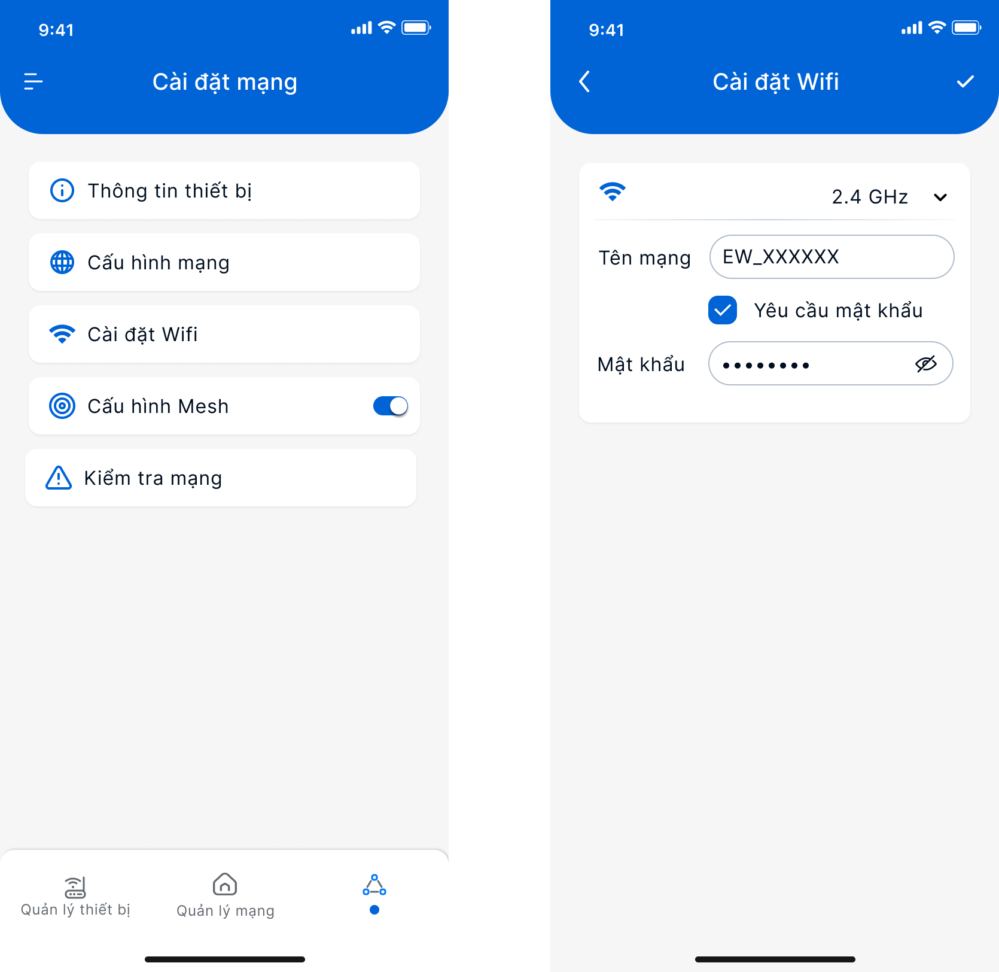 9:41
Cài đặt mạng
Thông tin thiết bị
Cấu hình mạng
Cài đặt Wifi
Cấu hình Mesh
Kiểm tra mạng
Quản lý thiết bị
Quản lý mạng
9:41
Cài đặt Wifi
2.4 GHz
Tên mạng
EW_XXXXXX
Yêu cầu mật khẩu
Mật khẩu
••••••••